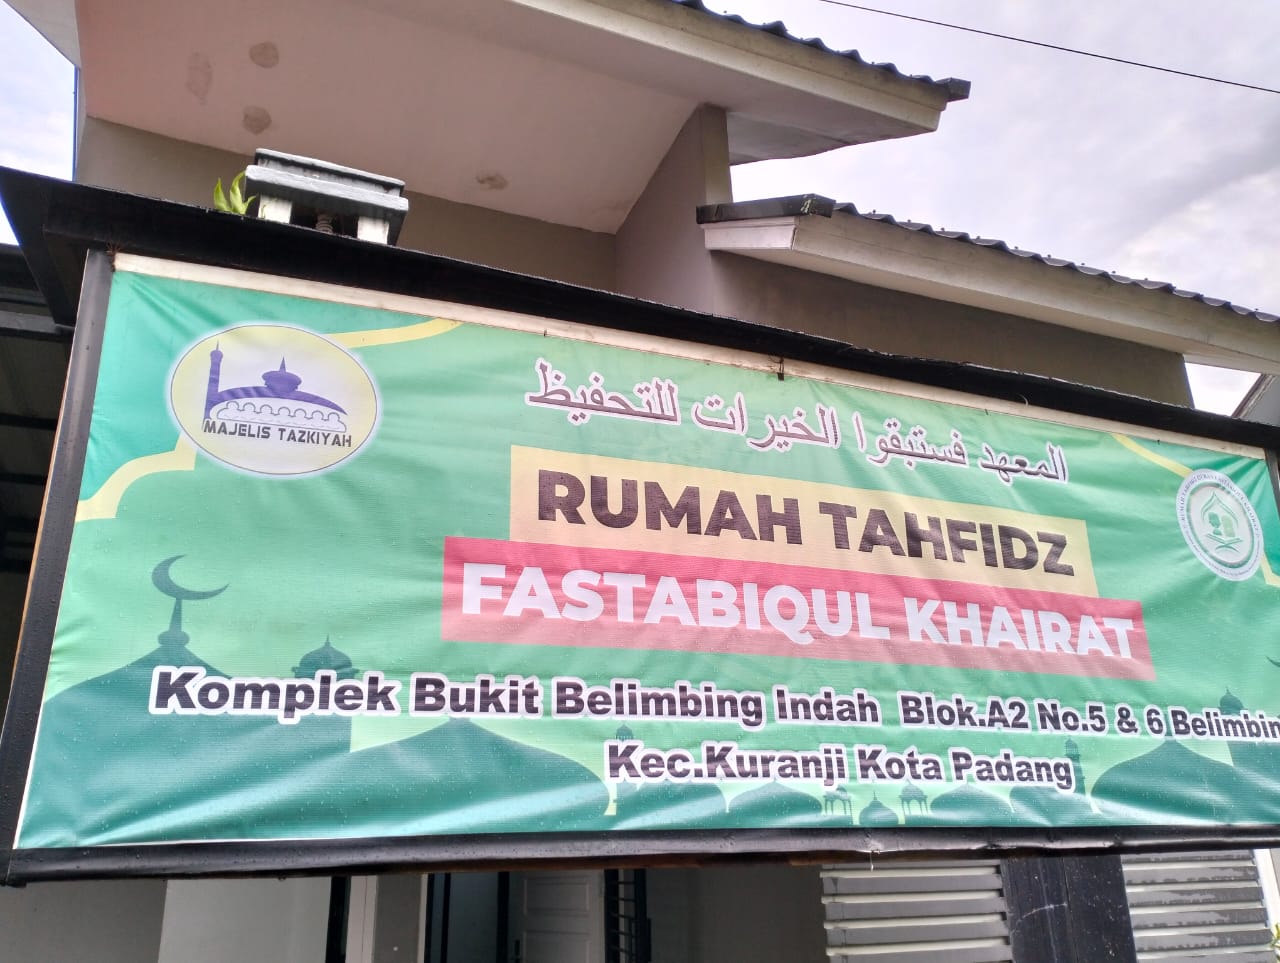 MAJELIS TAZKIYAH
المعهد فستبقوا الخيرات للتحفيظ
RUMAH TAHFIDZ
FASTABIQUL KHAIRAT
Komplek Bukit Belimbing Indah Blok.A2 No.5 & 6 Belimbin
Kec.Kuranji Kota Padang